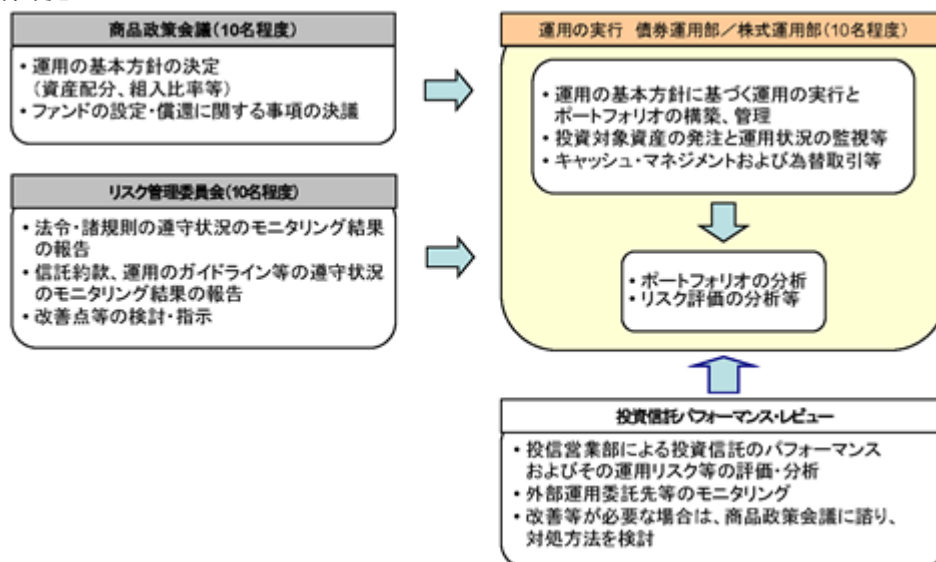 商品政策会議(10名程度)
・運用の基本方針の決定
(資産配分、組入比率等)
・ファンドの設定・償還に関する事項の決議
リスク管理委員会(10名程度)
・法令・諸規則の遵守状況のモニタリング結果
の報告
・信託約款、運用のガイドライン等の遵守状況
のモニタリング結果の報告
・改善点等の検討・指示
運用の実行 債券運用部/株式運用部(10名程度)
・運用の基本方針に基づく運用の実行と
ポートフォリオの構築、管理
・投資対象資産の発注と運用状況の監視等
・キャッシュ・マネジメントおよび為替取引等
・ポートフォリオの分析
・リスク評価の分析等
投資信託パフォーマンス・レビュー
・投信営業部による投資信託のパフォーマンス
およびその運用リスク等の評価・分析
・外部運用委託先等のモニタリング
・改善等が必要な場合は、商品政策会議に諮り、
対処方法を検討